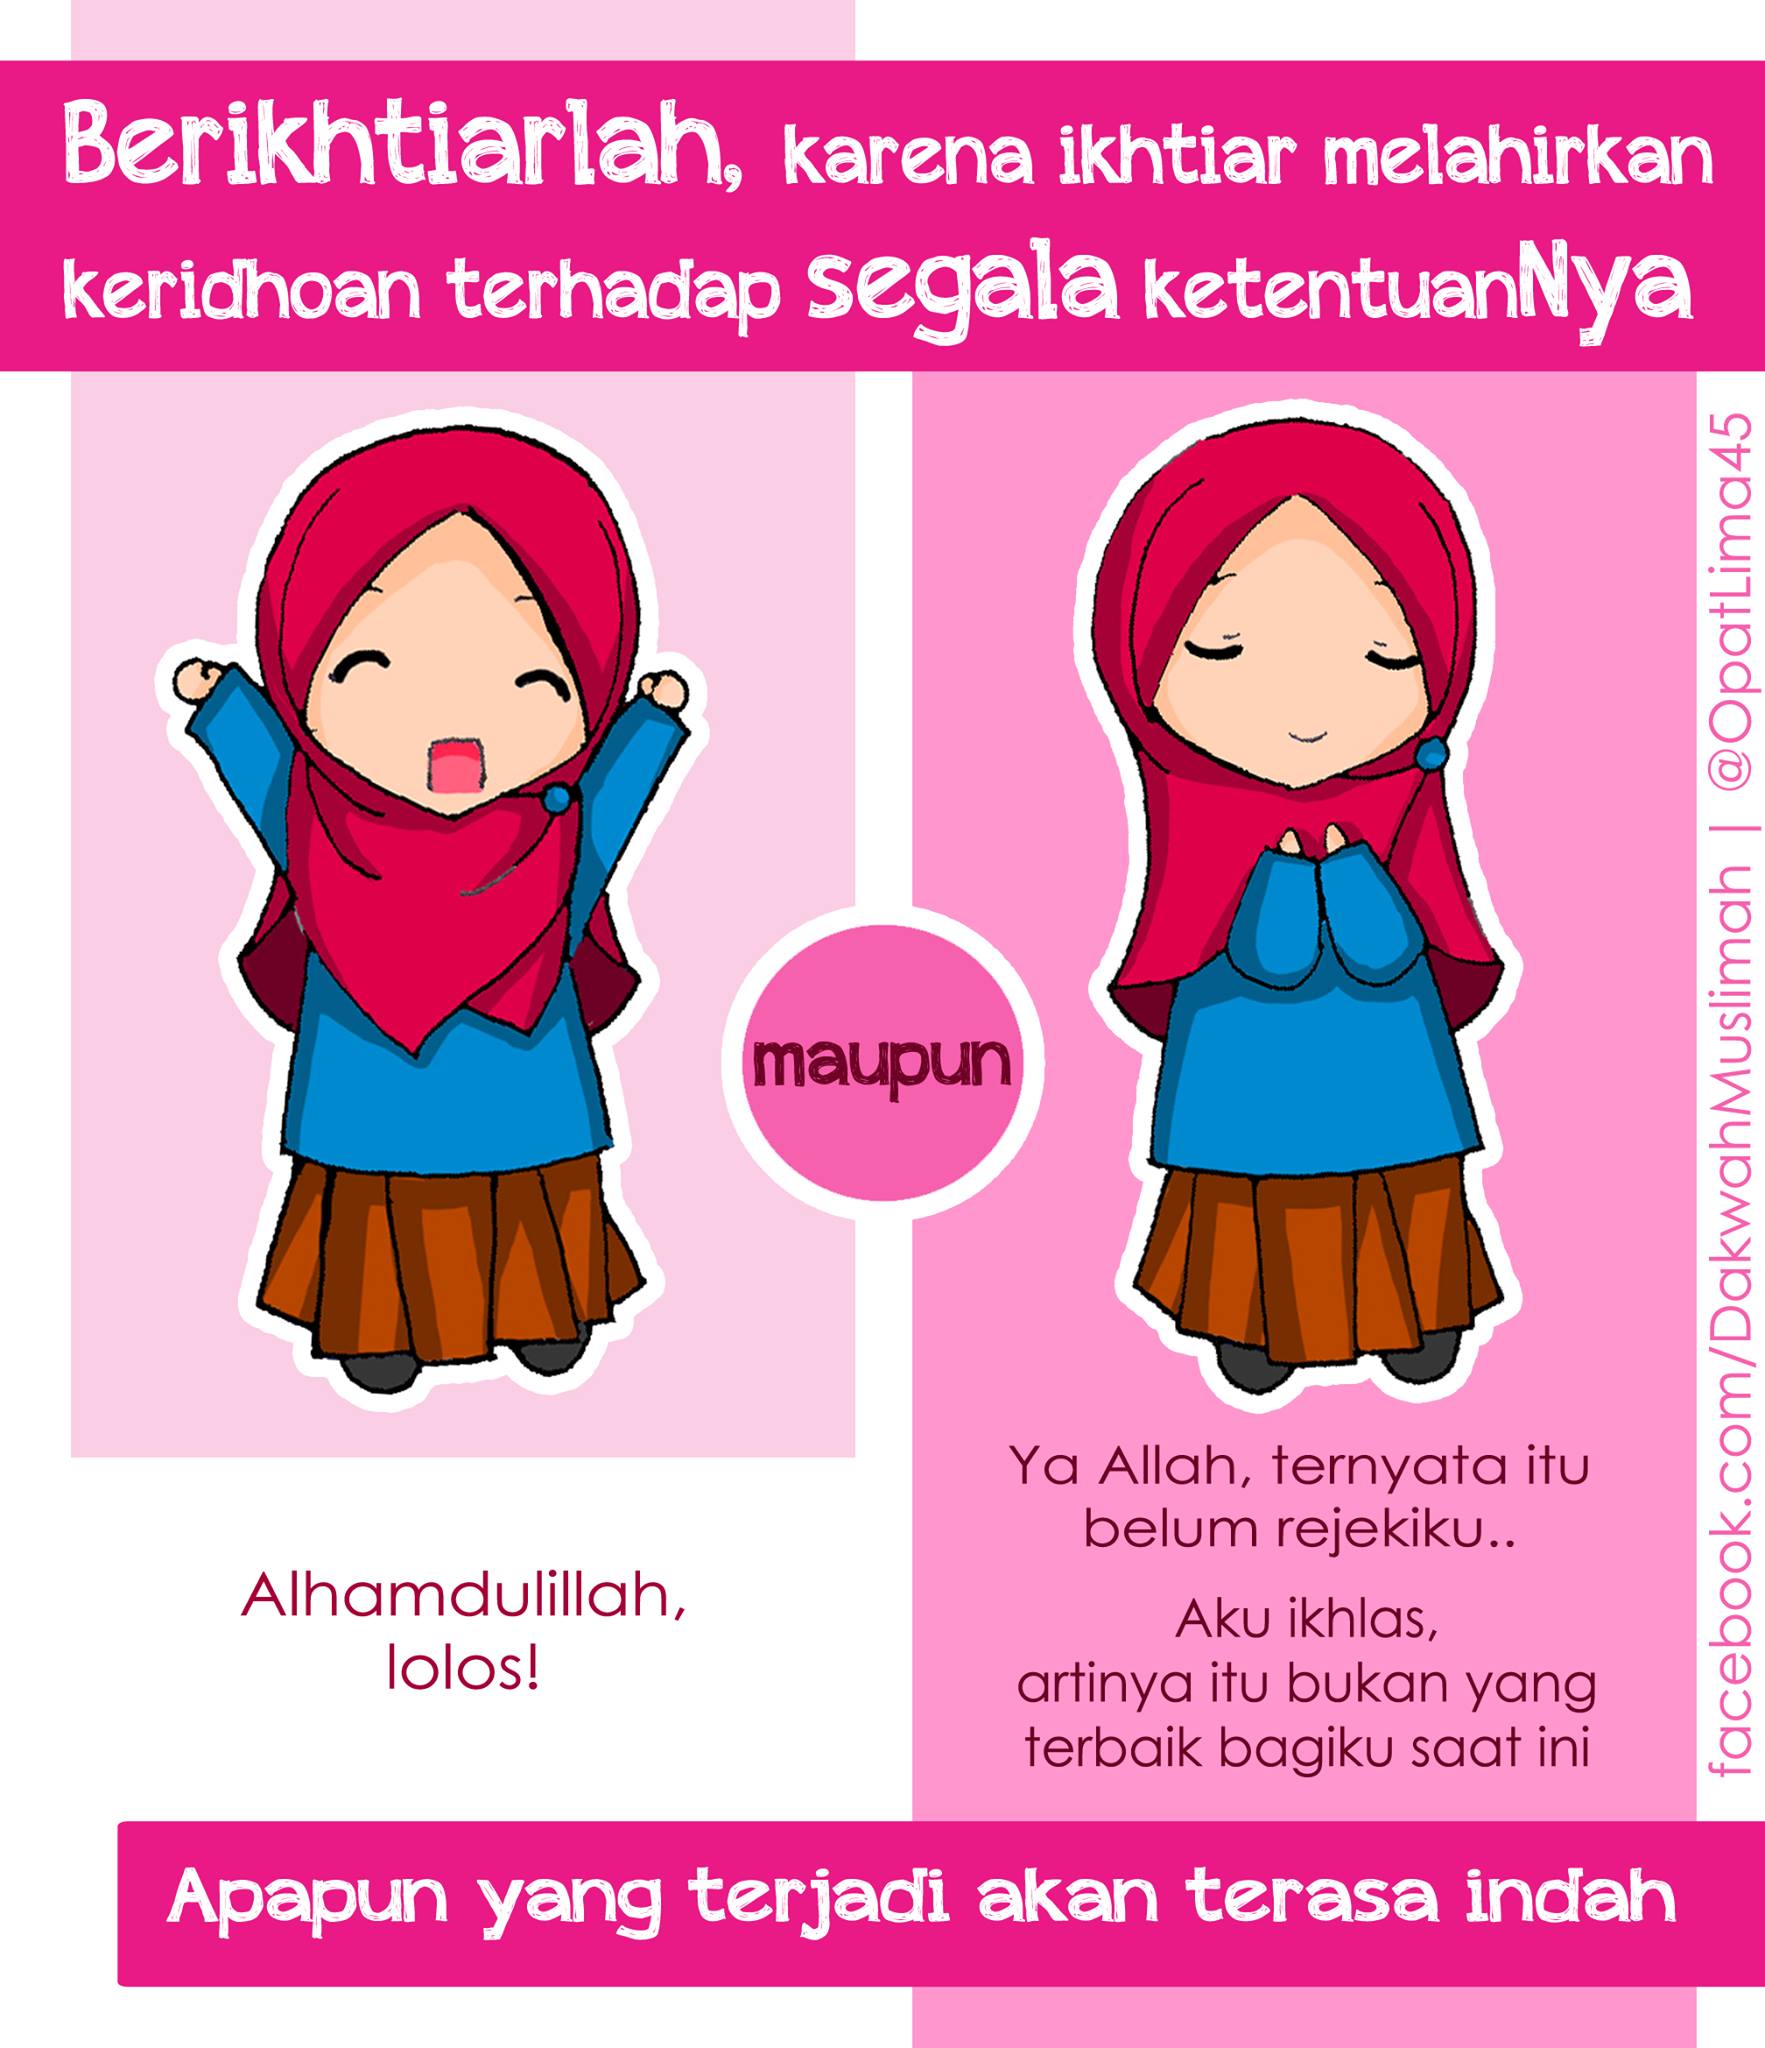 Berikhtiarlah, karena ikhtiar melahirkan
keridhoan terhadap segala ketentuanNya
maupun
Alhamdulillah,
lolos!
Ya Allah, ternyata itu
belum rejekiku..
Aku ikhlas,
artinya itu bukan yang
terbaik bagiku saat ini
Apapun yang terjadi akan terasa indah
facebook.com/DakwahMuslimah | @OpatLima45